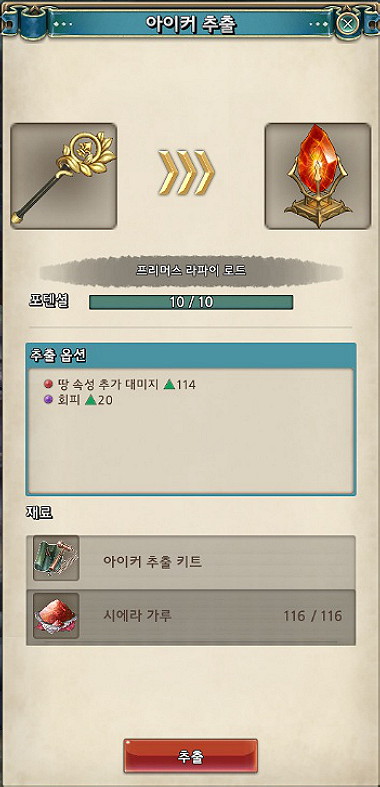 아이커 추출
프리머스 라파이 로드
포텐셜 10 / 10
추출 옵션
땅 속성 추가 대미지 ▲114
회피 ▲20
재료
아이커 추출 키트
시에라 가루 116 / 116
추출